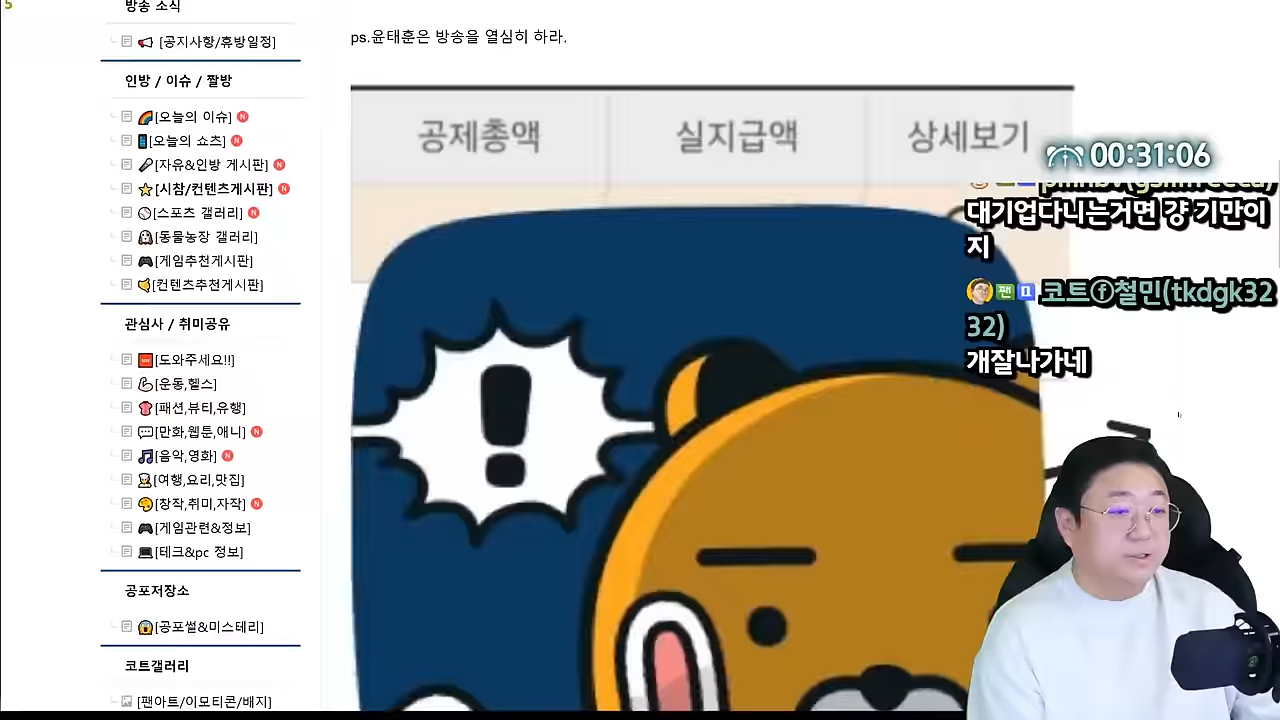 5
방송 소식
[공지사항/휴방일정]
인방 / 이슈 / 짤방
[오늘의 이슈] N
[오늘의 쇼츠] N
[자유&인방 게시판] N
[시참/컨텐츠게시판] N
[스포츠 갤러리] N
[동물농장 갤러리]
[게임추천게시판]
[컨텐츠추천게시판]
관심사 / 취미공유
[도와주세요!!]
[운동,헬스]
[패션,뷰티,유행]
[만화,웹툰,애니] N
[음악,영화] N
[여행,요리,맛집]
[창작,취미,자작] N
[게임관련&정보]
[테크&pc 정보]
공포저장소
[공포썰&미스테리]
코트갤러리
[팬아트/이모티콘/배지]
ps.윤태훈은 방송을 열심히 하라.
공제총액 실지급액 상세보기
!
00:31:06
대기업다니는거면 걍 기만이
지
팬 코트ⓕ철민(tkdgk32
32)
개잘나가네